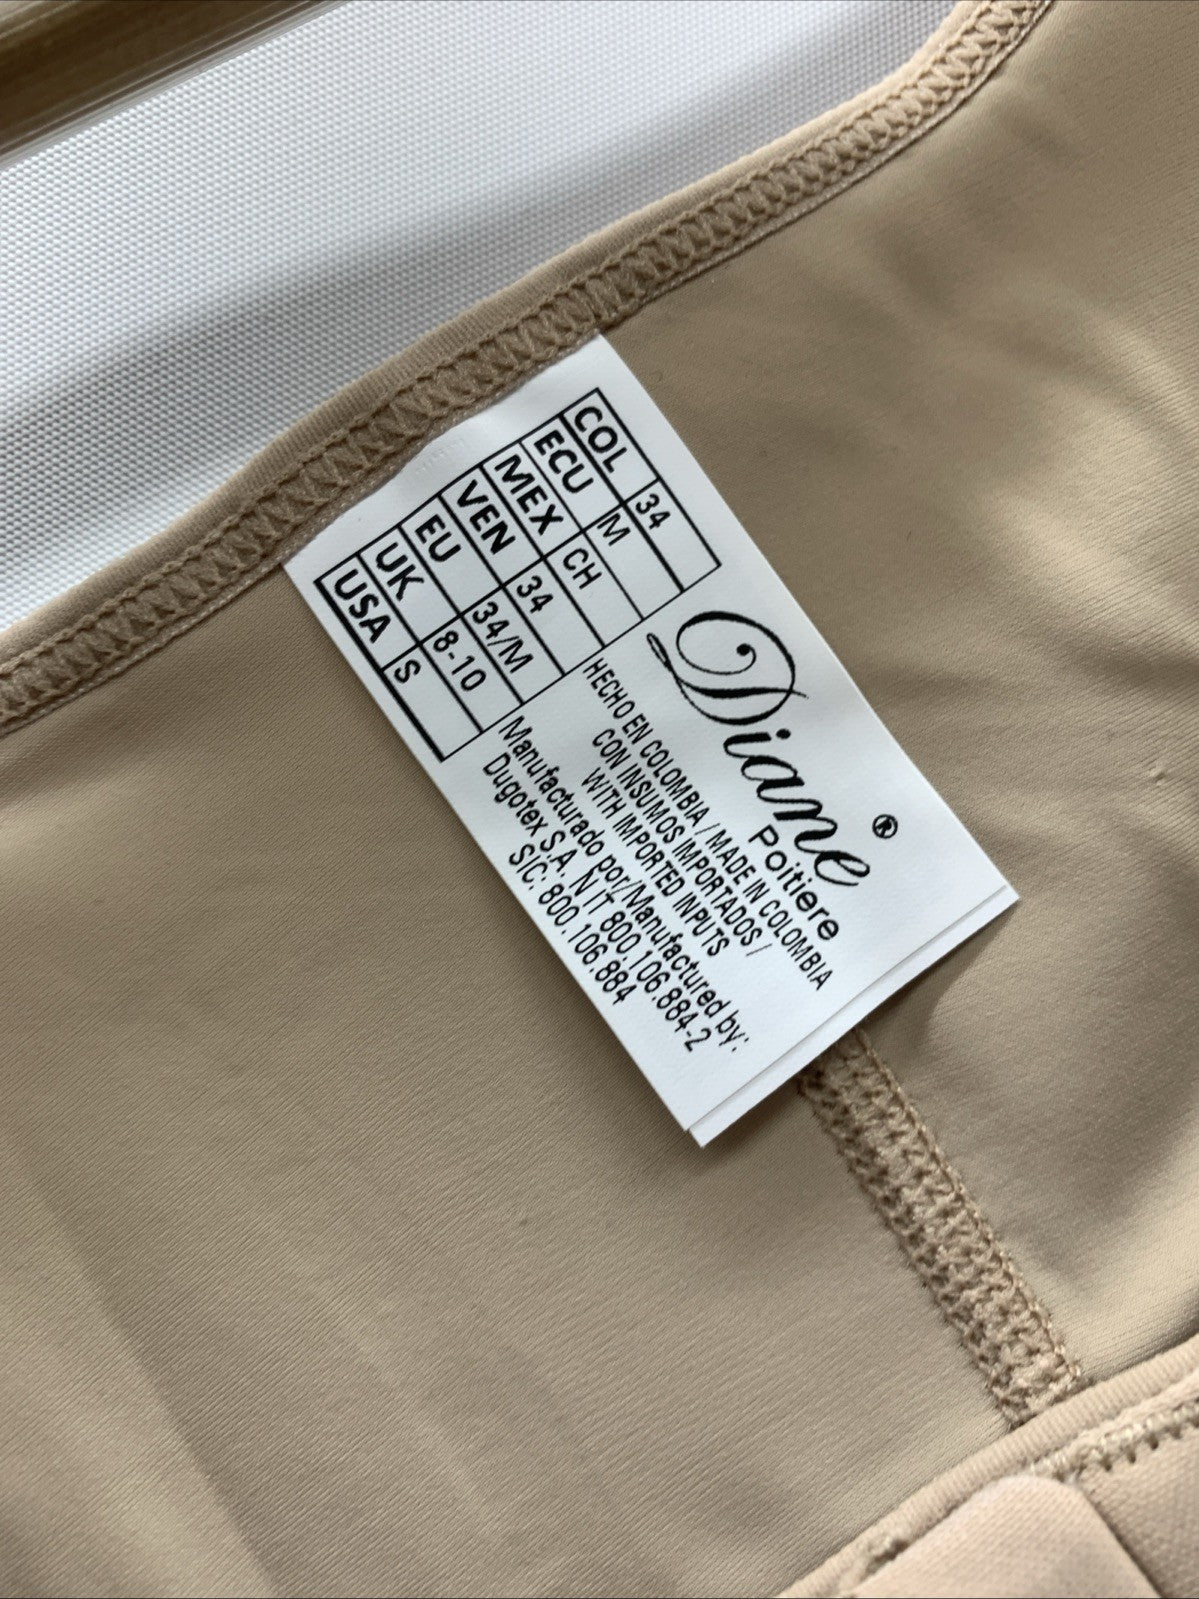 COL 34
ECU M
MEX CH
VEN 34
EU 34/M
UK 8-10
USA S
Diane®
Poitiere
HECHO EN COLOMBIA / MADE IN COLOMBIA
CON INSUMOS IMPORTADOS /
WITH IMPORTED INPUTS
Manufacturado por/Manufactured by:
Dugotex S.A. NIT 800.106.884-2
SIC. 800.106.884